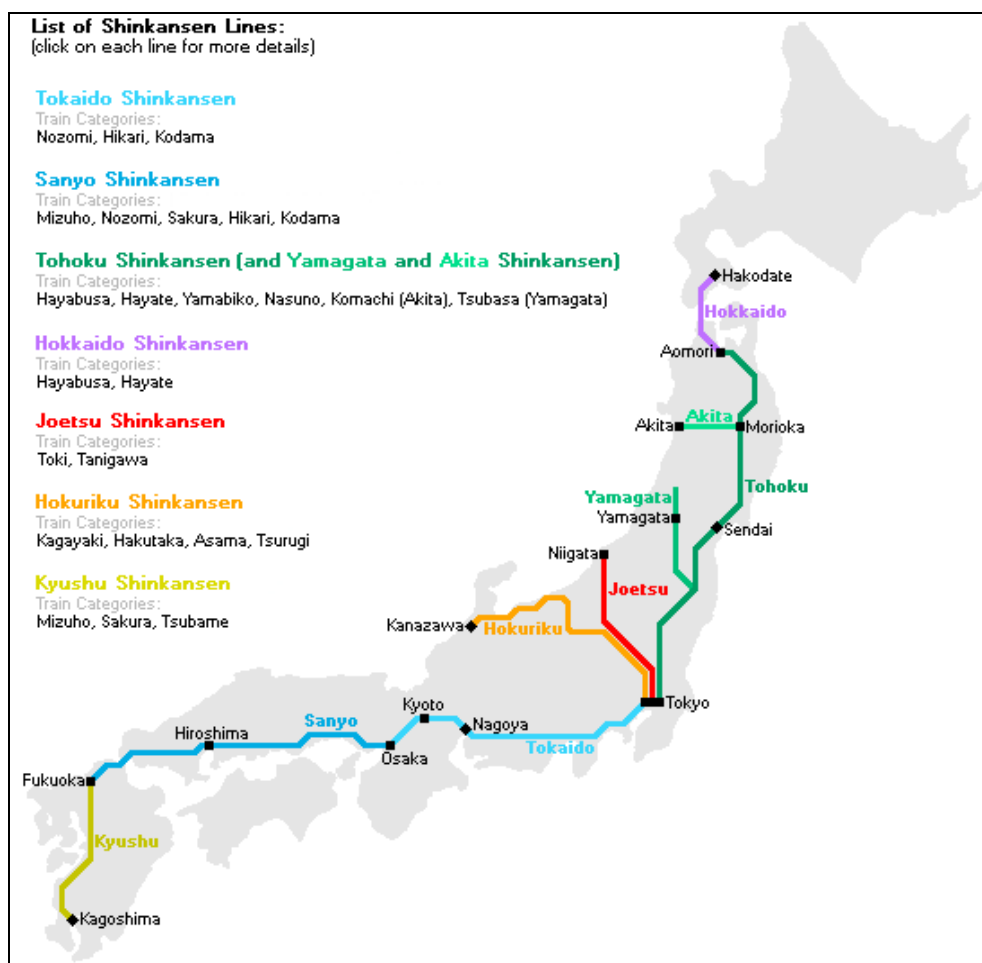 List of Shinkansen Lines:
(click on each line for more details)
Tokaido Shinkansen
Train Categories:
Nozomi, Hikari, Kodama
Sanyo Shinkansen
Train Categories:
Mizuho, Nozomi, Sakura, Hikari, Kodama
Tohoku Shinkansen (and Yamagata and Akita Shinkansen)
Train Categories:
Hayabusa, Hayate, Yamabiko, Nasuno, Komachi (Akita), Tsubasa (Yamagata)
Hokkaido Shinkansen
Train Categories:
Hayabusa, Hayate
Joetsu Shinkansen
Train Categories:
Toki, Tanigawa
Hokuriku Shinkansen
Train Categories:
Kagayaki, Hakutaka, Asama, Tsurugi
Kyushu Shinkansen
Train Categories:
Mizuho, Sakura, Tsubame
Hakodate
Hokkaido
Aomori
Akita
Akita
Morioka
Tohoku
Yamagata
Yamagata
Sendai
Niigata
Joetsu
Kanazawa
Hokuriku
Tokyo
Kyoto
Nagoya
Tokaido
Sanyo
Hiroshima
Osaka
Fukuoka
Kyushu
Kagoshima